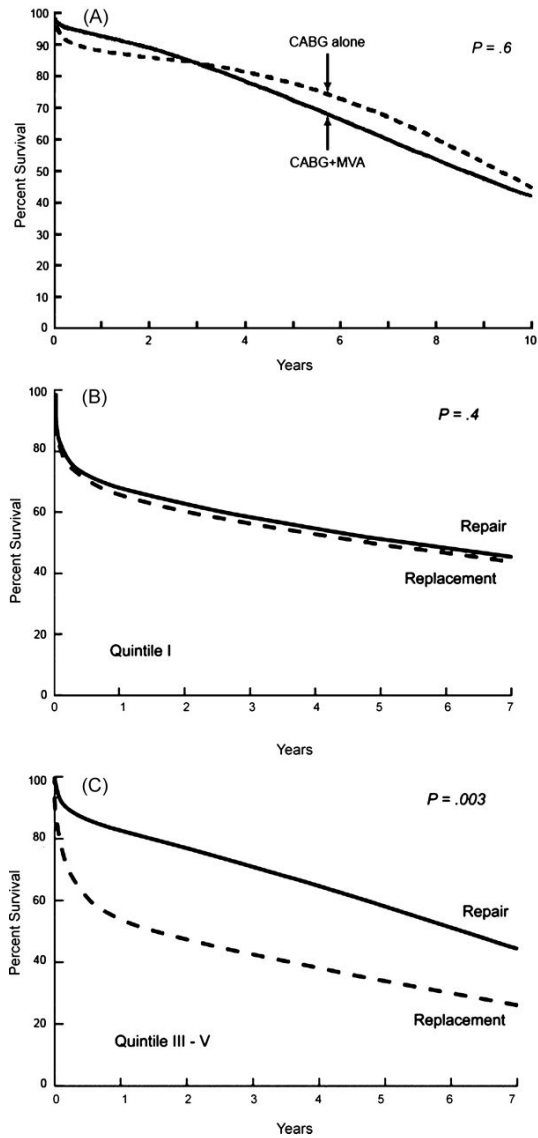 (A)
100
90
80
70
60
50
40
30
20
10
0
Percent Survival
CABG alone
P = .6
CABG+MVA
0 2 4 6 8 10
Years
(B)
100
80
60
40
20
0
Percent Survival
P = .4
Repair
Replacement
Quintile I
0 1 2 3 4 5 6 7
Years
(C)
100
80
60
40
20
0
Percent Survival
P = .003
Repair
Replacement
Quintile III - V
0 1 2 3 4 5 6 7
Years